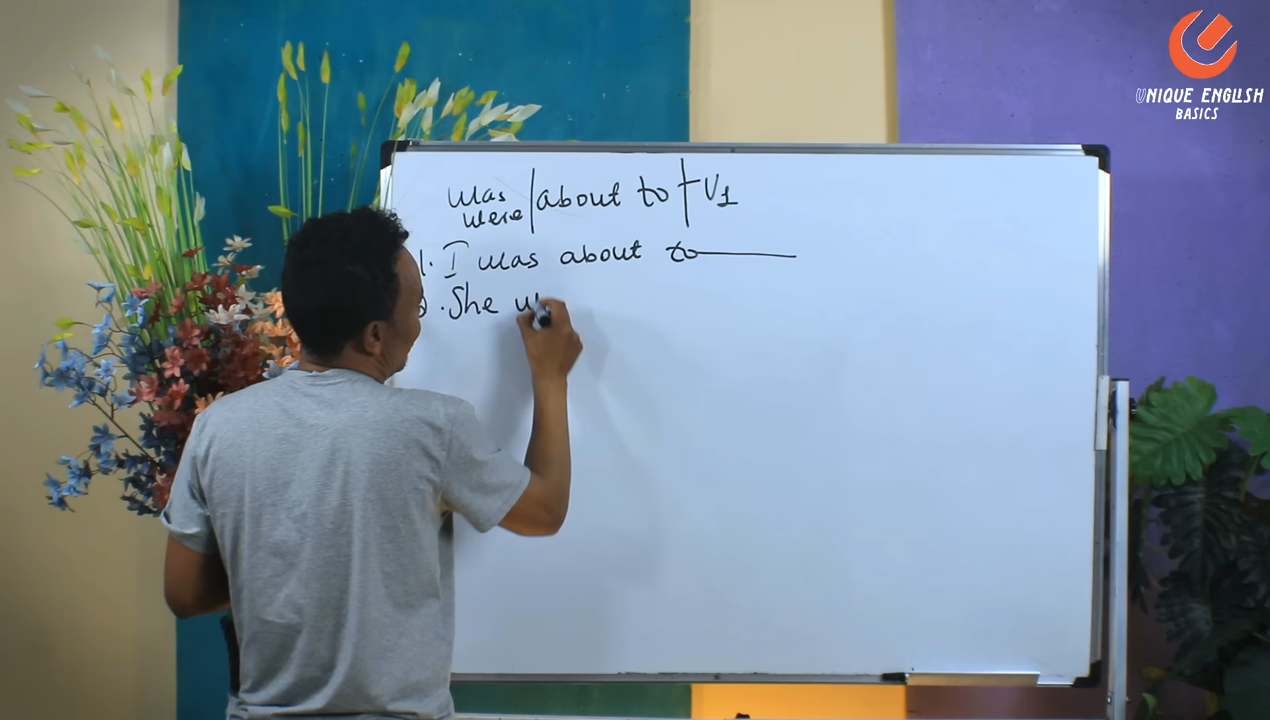 UNIQUE ENGLISH
BASICS
was | about to + V1
were
1. I was about to
2. She w